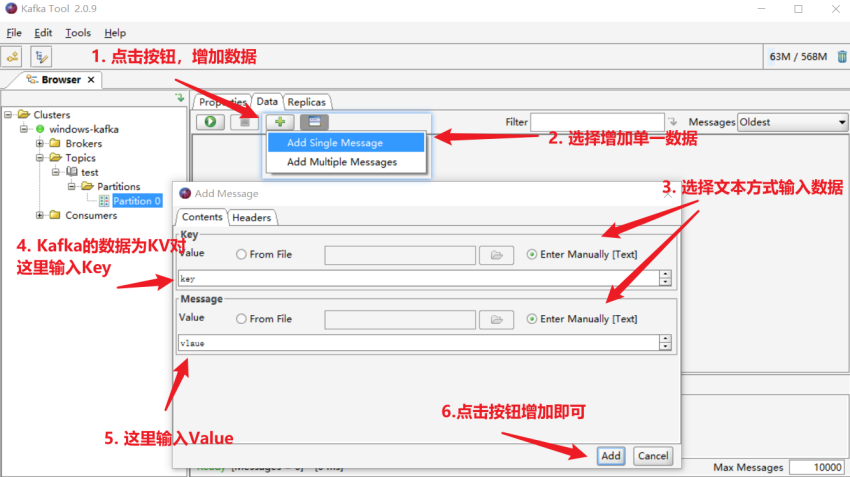 Kafka Tool 2.0.9
File Edit Tools Help
1. 点击按钮，增加数据
63M / 568M
Browser
Clusters
windows-kafka
Brokers
Topics
test
Partitions
Partition 0
Consumers
Properties Data Replicas
Filter Messages Oldest
Add Single Message
Add Multiple Messages
2. 选择增加单一数据
Add Message
3. 选择文本方式输入数据
Contents Headers
Key
Value From File Enter Manually [Text]
key
4. Kafka的数据为KV对
这里输入Key
Message
Value From File Enter Manually [Text]
vlaue
5. 这里输入Value
6.点击按钮增加即可
Add Cancel
Max Messages 10000